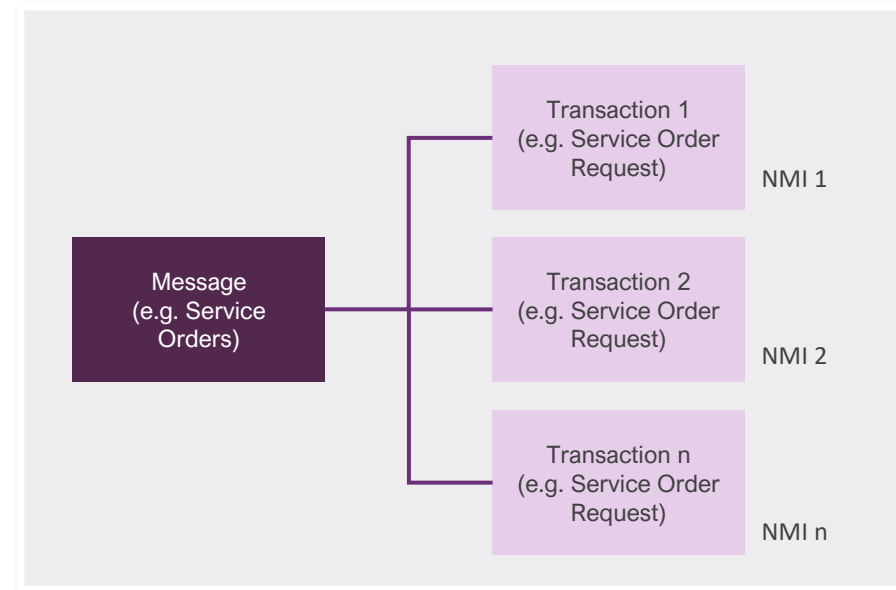 Transaction 1
(e.g. Service Order
Request)
NMI 1
Message
(e.g. Service
Orders)
Transaction 2
(e.g. Service Order
Request)
NMI 2
Transaction n
(e.g. Service Order
Request)
NMI n